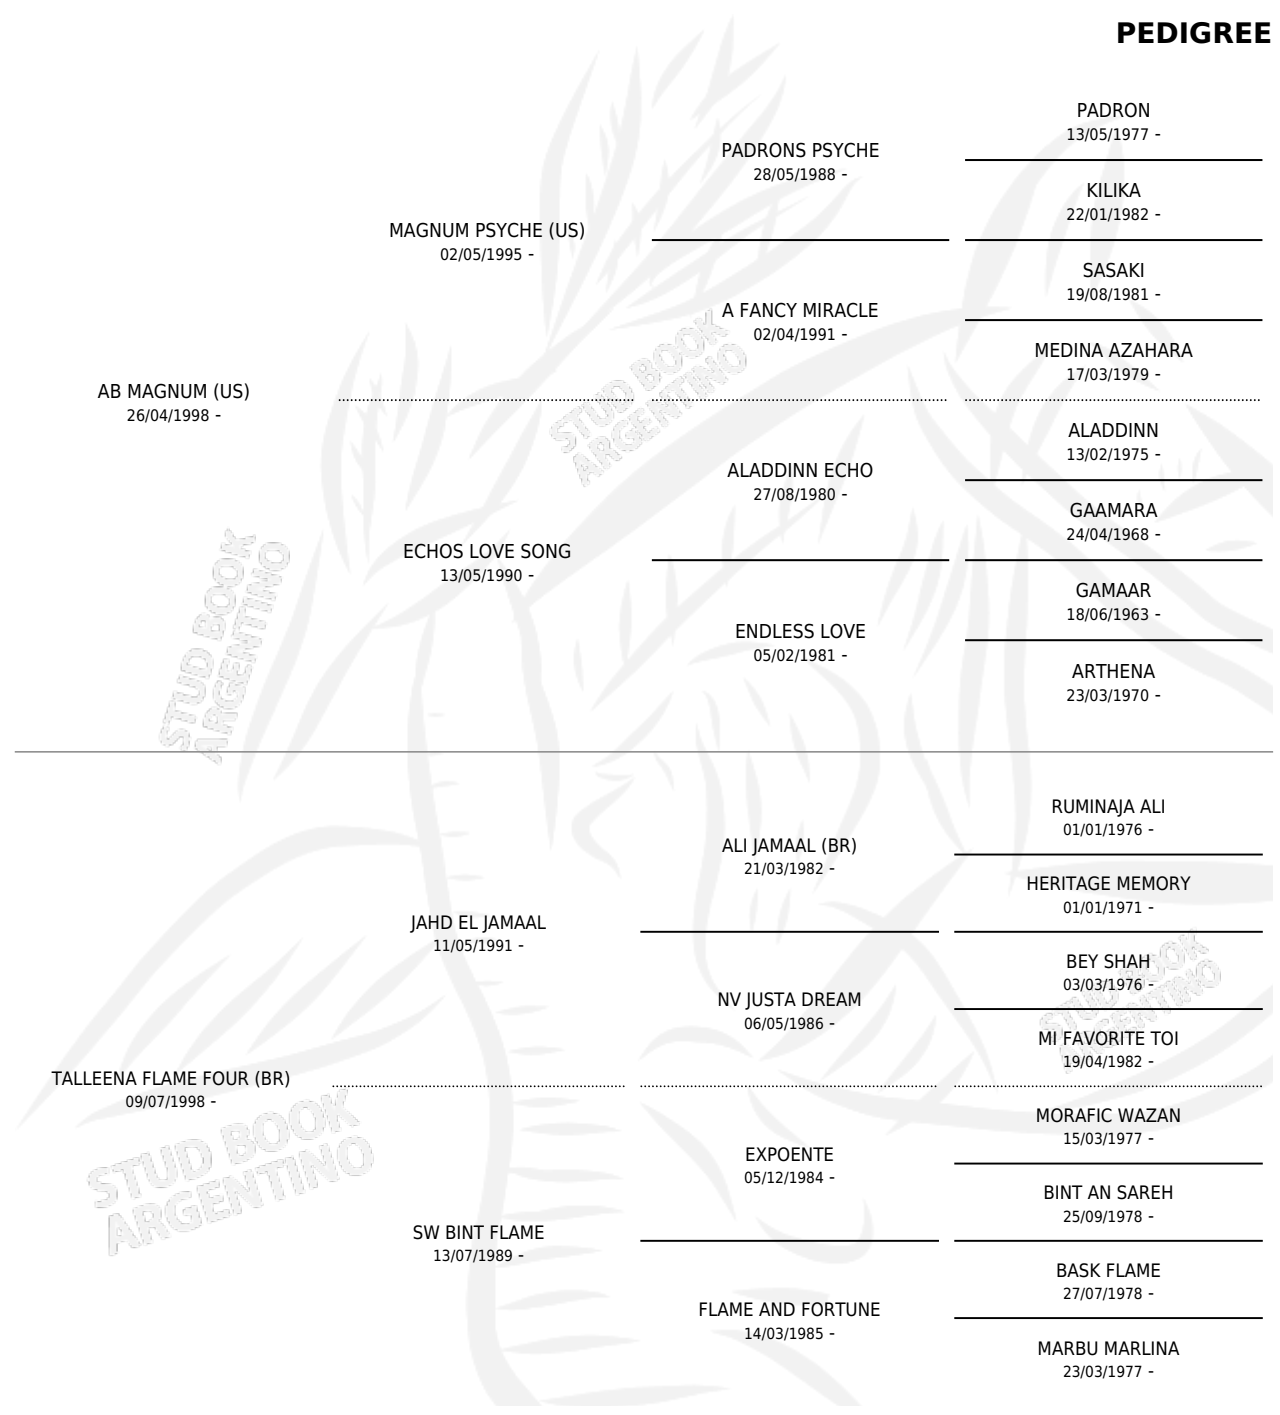 PEDIGREE
PADRON
13/05/1977 -
PADRONS PSYCHE
28/05/1988 -
KILIKA
22/01/1982 -
MAGNUM PSYCHE (US)
02/05/1995 -
SASAKI
19/08/1981 -
A FANCY MIRACLE
02/04/1991 -
MEDINA AZAHARA
17/03/1979 -
AB MAGNUM (US)
26/04/1998 -
ALADDINN
13/02/1975 -
ALADDINN ECHO
27/08/1980 -
GAAMARA
24/04/1968 -
ECHOS LOVE SONG
13/05/1990 -
GAMAAR
18/06/1963 -
ENDLESS LOVE
05/02/1981 -
ARTHENA
23/03/1970 -
RUMINAJA ALI
01/01/1976 -
ALI JAMAAL (BR)
21/03/1982 -
HERITAGE MEMORY
01/01/1971 -
JAHD EL JAMAAL
11/05/1991 -
BEY SHAH
03/03/1976 -
NV JUSTA DREAM
06/05/1986 -
MI FAVORITE TOI
19/04/1982 -
TALLEENA FLAME FOUR (BR)
09/07/1998 -
MORAFIC WAZAN
15/03/1977 -
EXPOENTE
05/12/1984 -
BINT AN SAREH
25/09/1978 -
SW BINT FLAME
13/07/1989 -
BASK FLAME
27/07/1978 -
FLAME AND FORTUNE
14/03/1985 -
MARBU MARLINA
23/03/1977 -
STUD BOOK
ARGENTINO
STUD BOOK
ARGENTINO
STUD BOOK
ARGENTINO
STUD BOOK
ARGENTINO